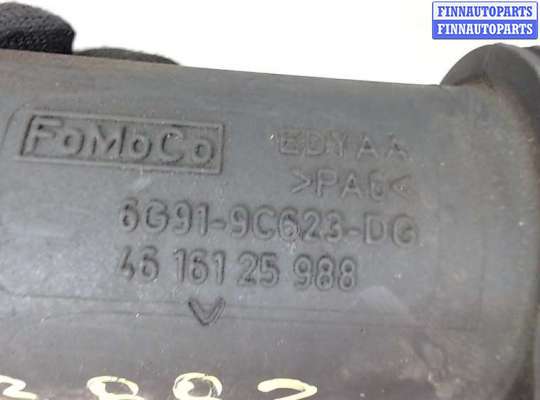 FINNAUTOPARTS
FINNAUTOPARTS
FoMoCo
EDYAA
>PA6<
6G91-9C623-DG
46 161 25 988